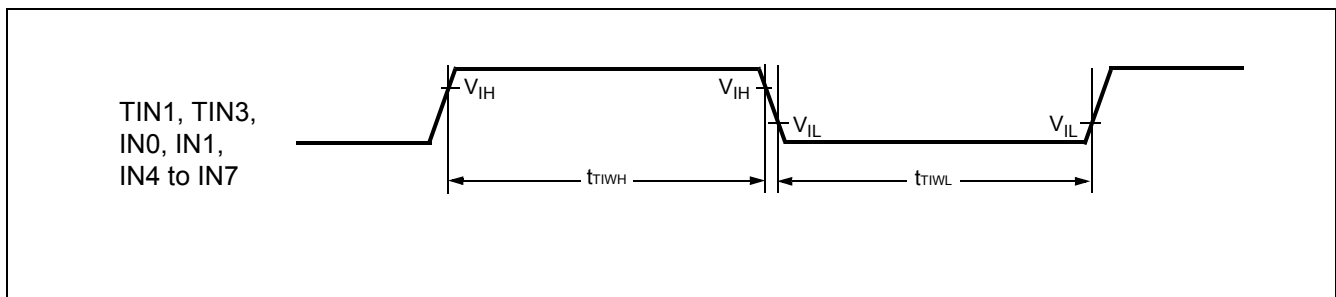 TIN1, TIN3,
IN0, IN1,
IN4 to IN7
VIH
VIH
VIL
VIL
tTIWH
tTIWL